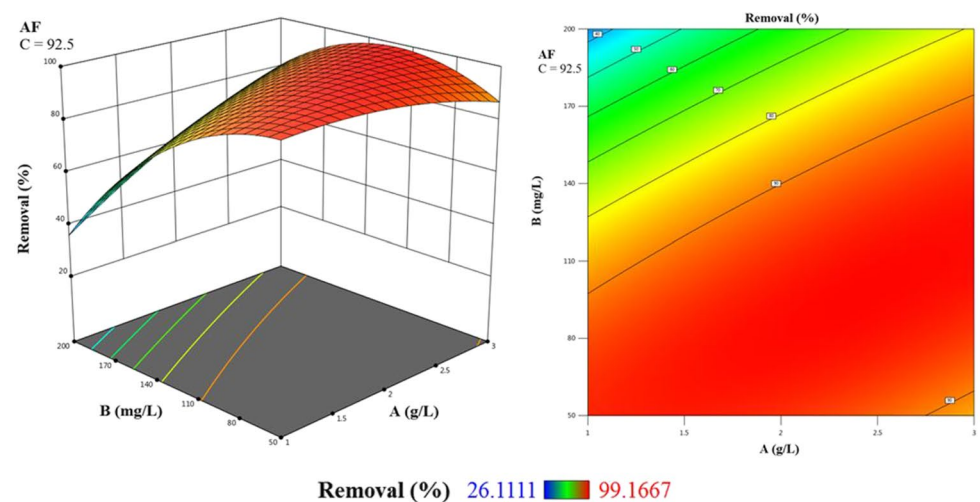 AF
C = 92.5
Removal (%)
100
80
60
40
20
200
170
140
110
80
50
B (mg/L)
1
1.5
2
2.5
3
A (g/L)
Removal (%)
AF
C = 92.5
B (mg/L)
200
170
140
110
80
50
1
1.5
2
2.5
3
A (g/L)
Removal (%) 26.1111 99.1667